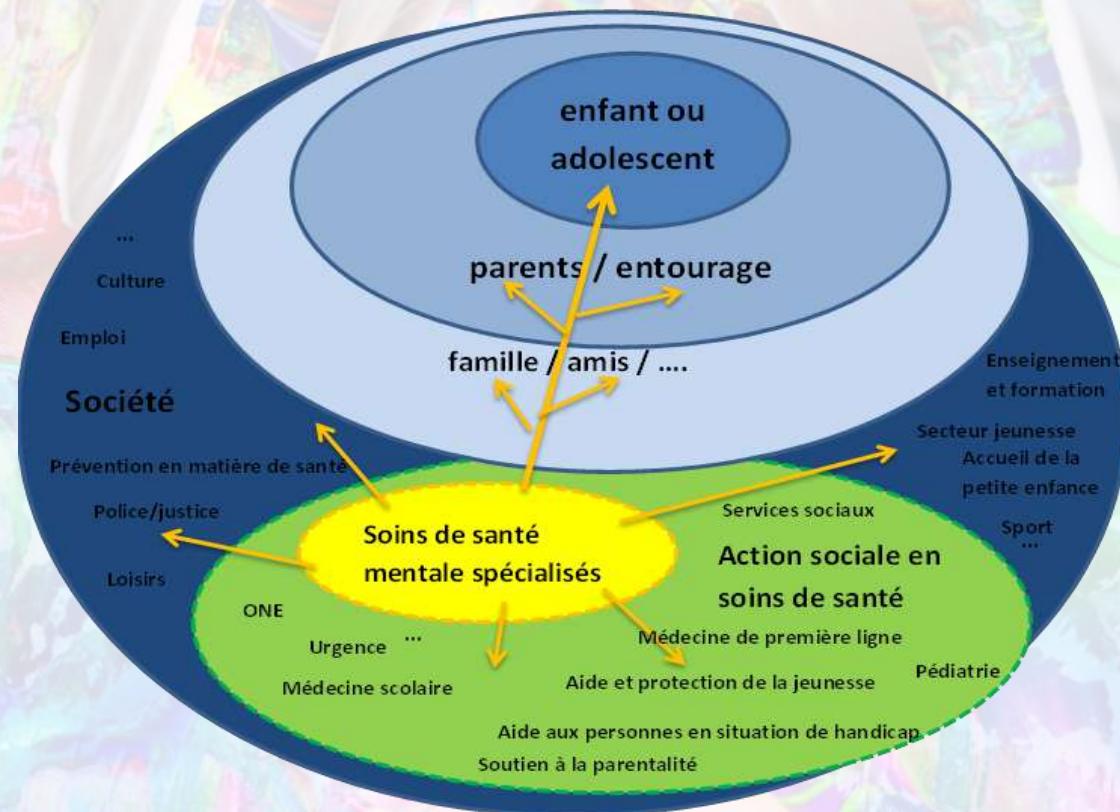 enfant ou
adolescent
parents / entourage
famille / amis / ....
...
Culture
Emploi
Société
Prévention en matière de santé
Police/justice
Loisirs
Enseignement
et formation
Secteur jeunesse
Accueil de la
petite enfance
Sport
...
Soins de santé
mentale spécialisés
Services sociaux
Action sociale en
soins de santé
ONE
...
Urgence
Médecine scolaire
Médecine de première ligne
Pédiatrie
Aide et protection de la jeunesse
Aide aux personnes en situation de handicap
Soutien à la parentalité